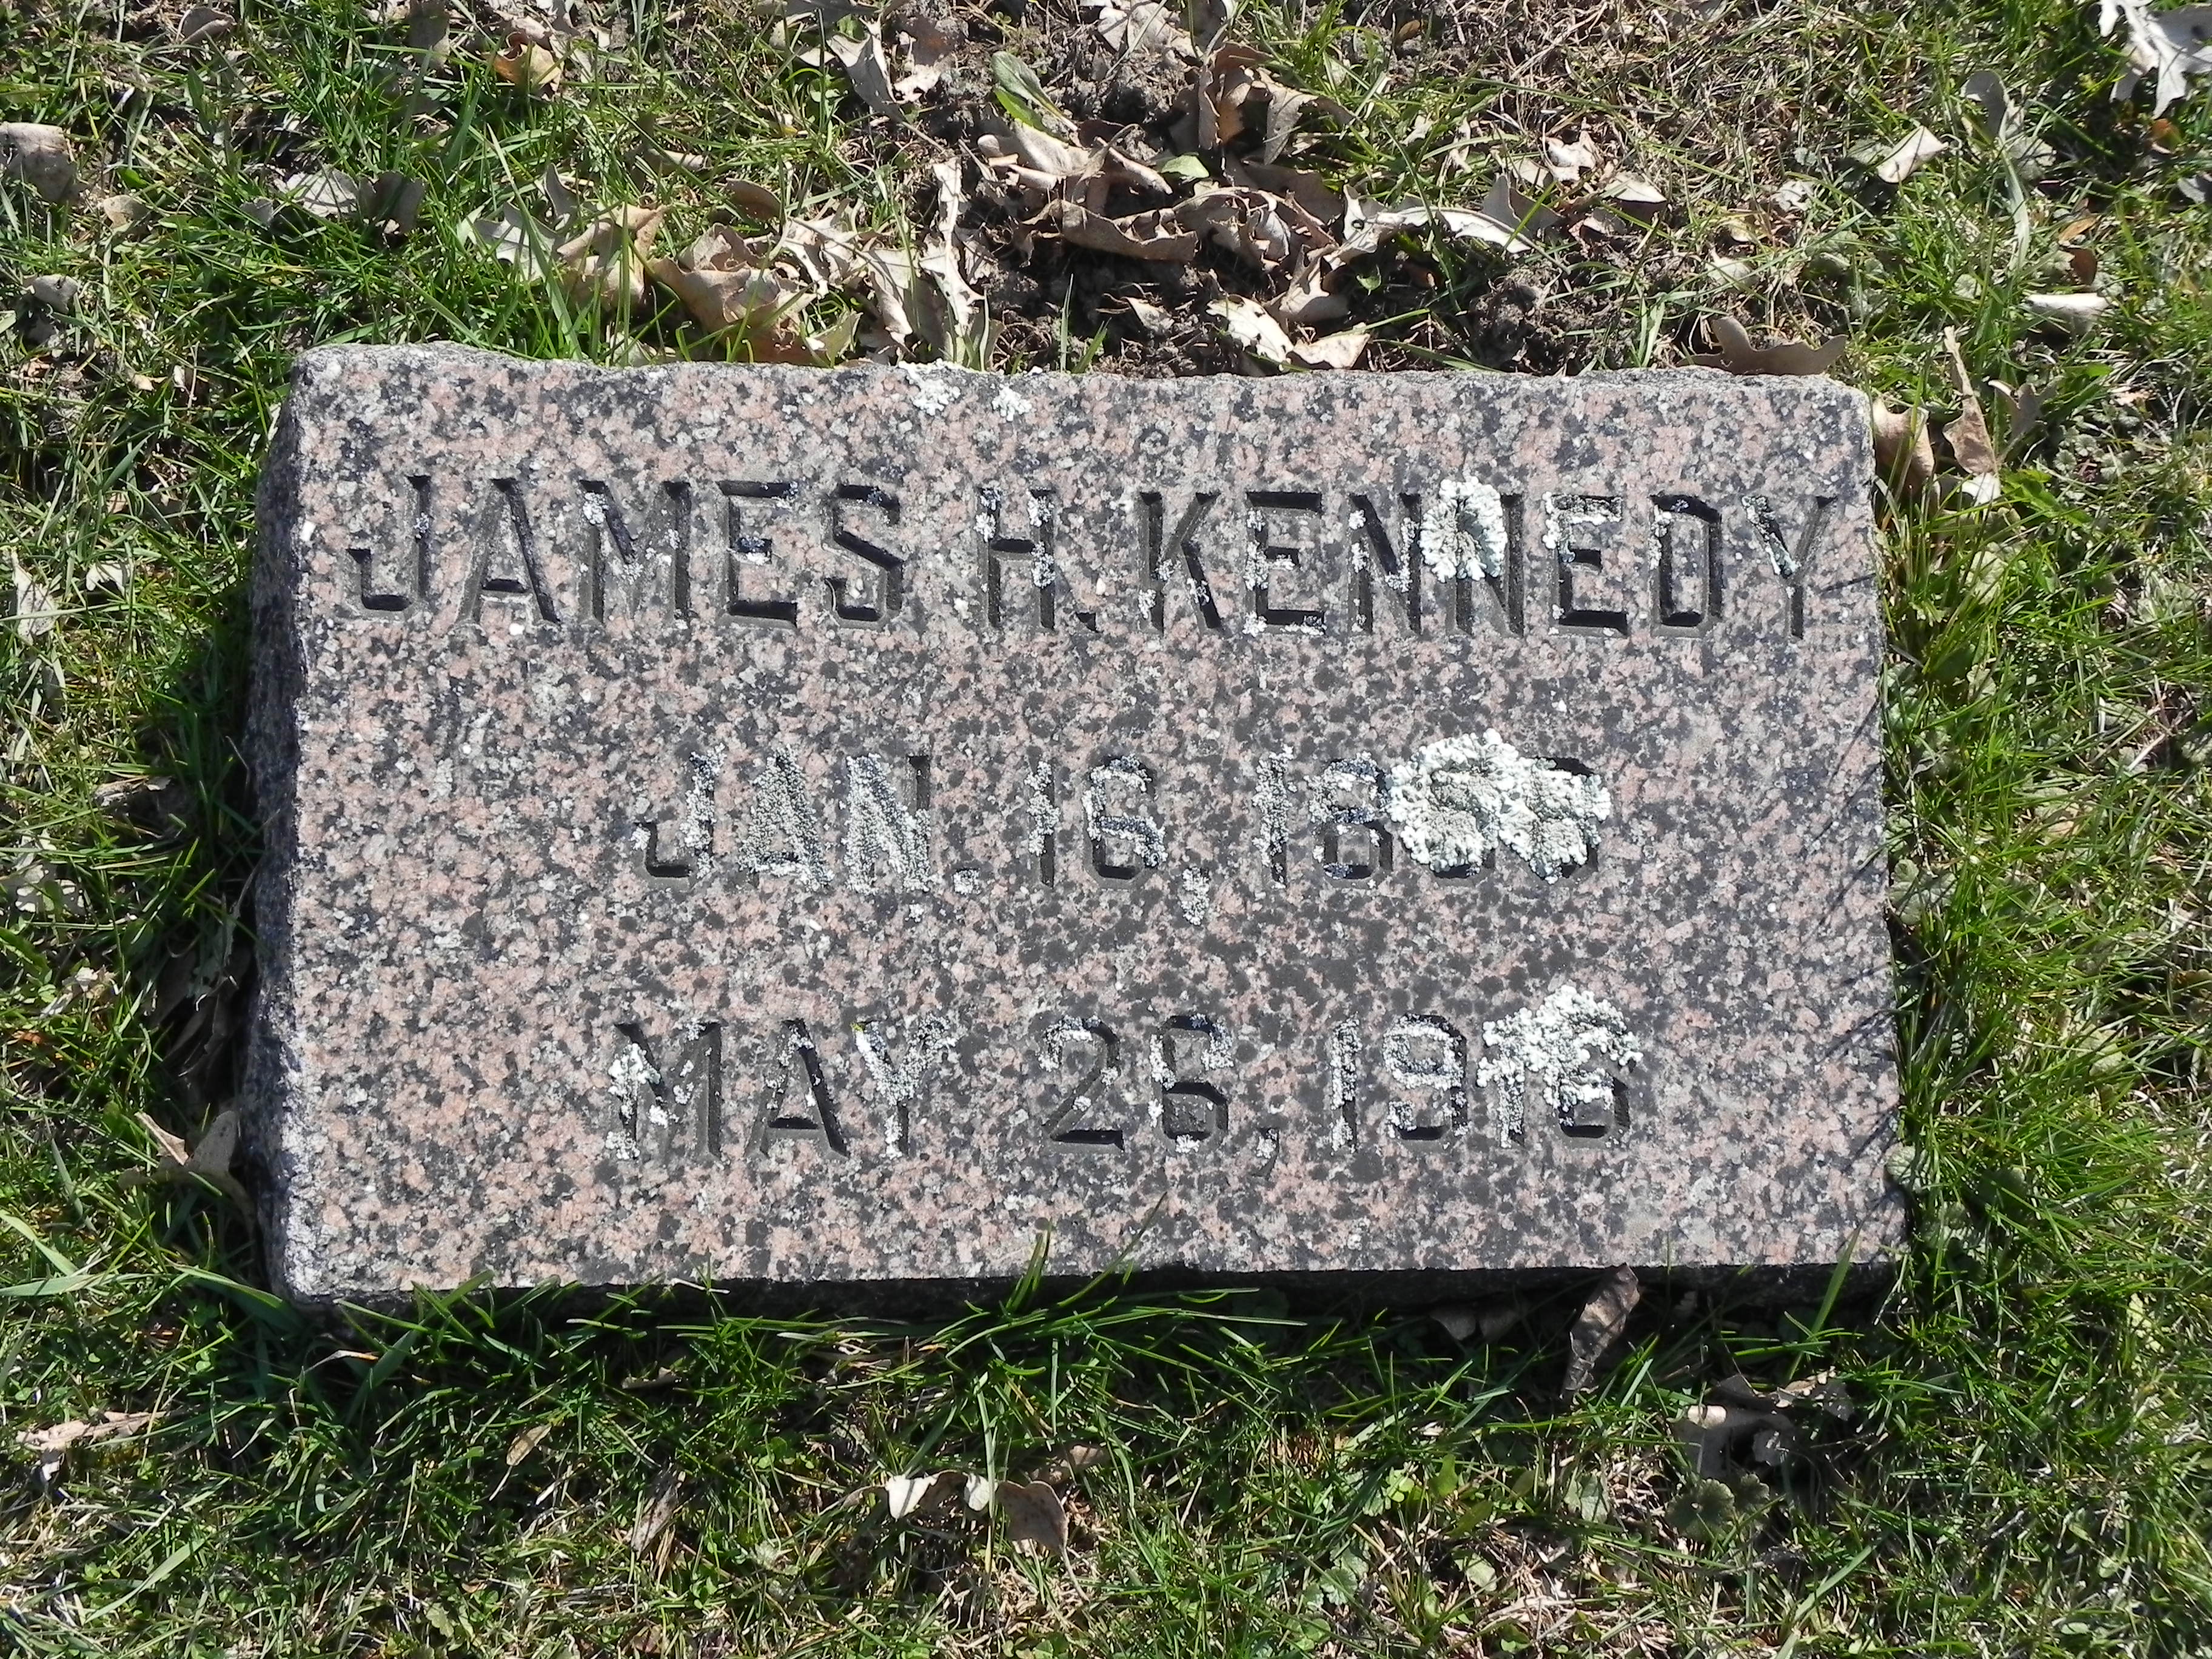 JAMES H. KENNEDY
JAN. 16,
MAY 26, 1916